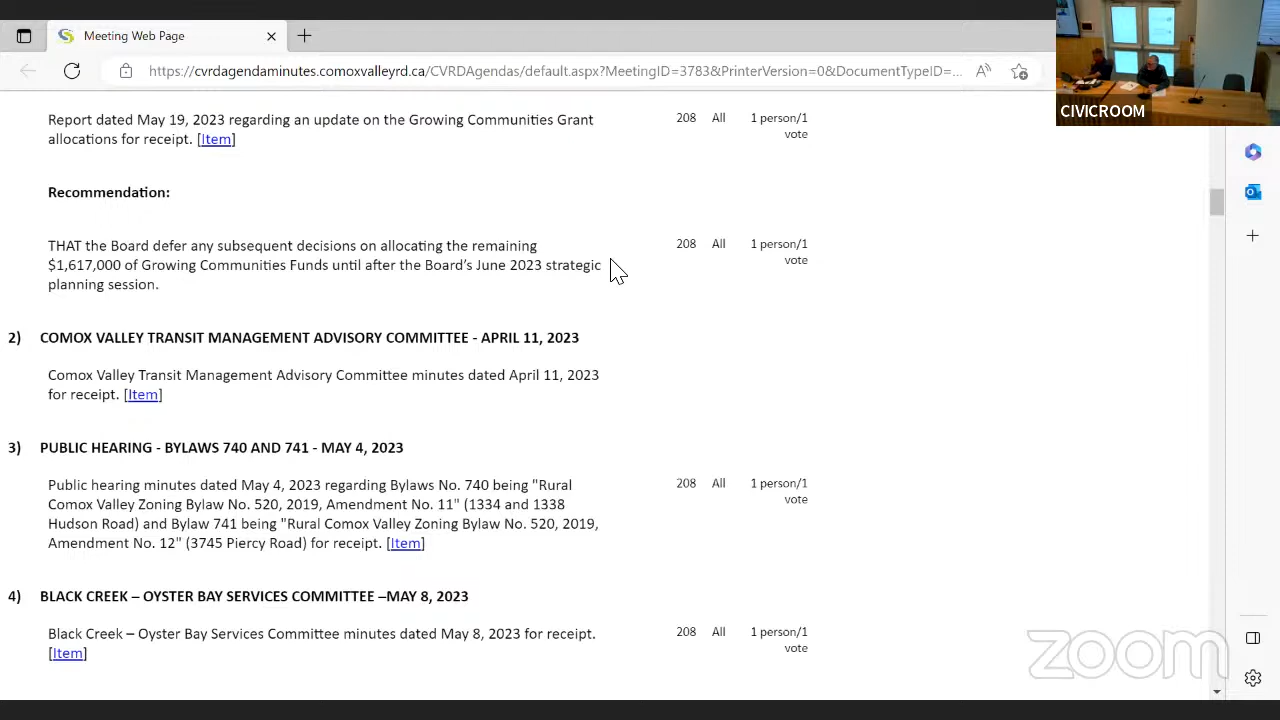 Meeting Web Page
https://cvrdagendaminutes.comoxvalleyrd.ca/CVRDAgendas/default.aspx?MeetingID=3783&PrinterVersion=0&DocumentTypeID=...
CIVICROOM
Report dated May 19, 2023 regarding an update on the Growing Communities Grant
allocations for receipt. [Item]
208 All 1 person/1
vote
Recommendation:
THAT the Board defer any subsequent decisions on allocating the remaining
$1,617,000 of Growing Communities Funds until after the Board's June 2023 strategic
planning session.
208 All 1 person/1
vote
2) COMOX VALLEY TRANSIT MANAGEMENT ADVISORY COMMITTEE - APRIL 11, 2023
Comox Valley Transit Management Advisory Committee minutes dated April 11, 2023
for receipt. [Item]
3) PUBLIC HEARING - BYLAWS 740 AND 741 - MAY 4, 2023
Public hearing minutes dated May 4, 2023 regarding Bylaws No. 740 being "Rural
Comox Valley Zoning Bylaw No. 520, 2019, Amendment No. 11" (1334 and 1338
Hudson Road) and Bylaw 741 being "Rural Comox Valley Zoning Bylaw No. 520, 2019,
Amendment No. 12" (3745 Piercy Road) for receipt. [Item]
208 All 1 person/1
vote
4) BLACK CREEK – OYSTER BAY SERVICES COMMITTEE –MAY 8, 2023
Black Creek – Oyster Bay Services Committee minutes dated May 8, 2023 for receipt.
[Item]
208 All 1 person/1
vote
zoom